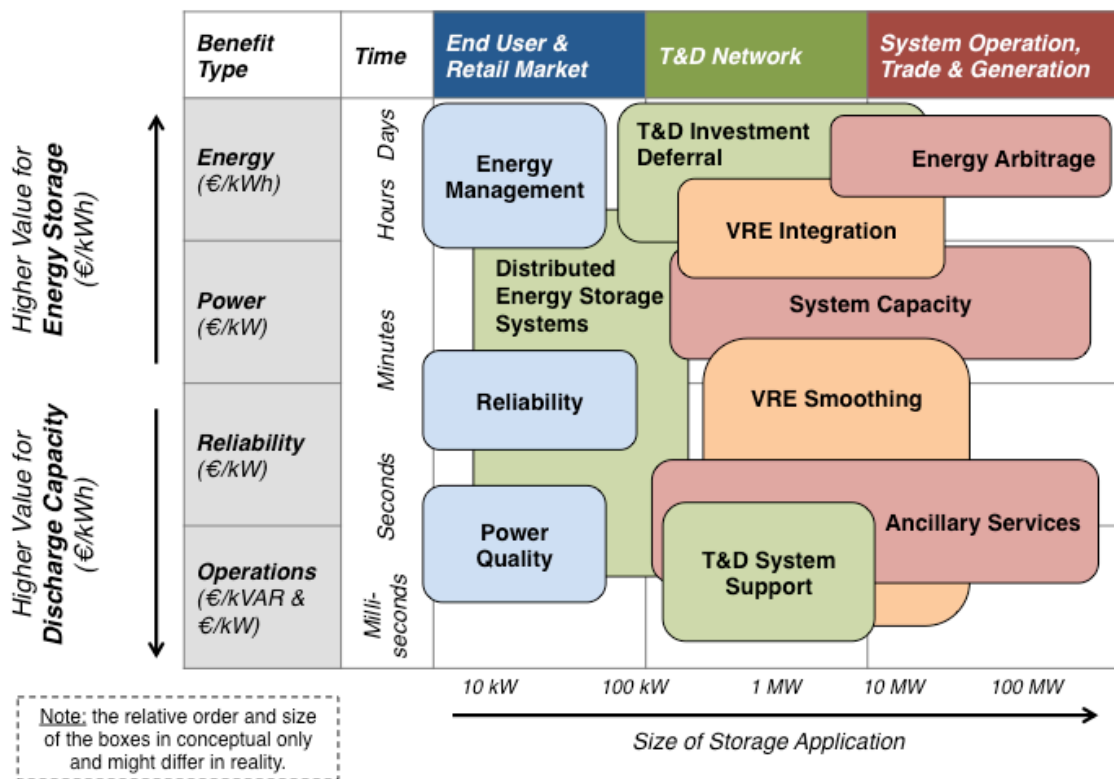 Benefit
Type
Time
End User &
Retail Market
T&D Network
System Operation,
Trade & Generation
Higher Value for
Energy Storage
(€/kWh)
Higher Value for
Discharge Capacity
(€/kWh)
Energy
(€/kWh)
Power
(€/kW)
Reliability
(€/kW)
Operations
(€/kVAR &
€/kW)
Days
Hours
Minutes
Seconds
Milli-
seconds
Energy
Management
T&D Investment
Deferral
Energy Arbitrage
VRE Integration
Distributed
Energy Storage
Systems
System Capacity
Reliability
VRE Smoothing
Power
Quality
Ancillary Services
T&D System
Support
10 kW
100 kW
1 MW
10 MW
100 MW
Size of Storage Application
Note: the relative order and size
of the boxes in conceptual only
and might differ in reality.